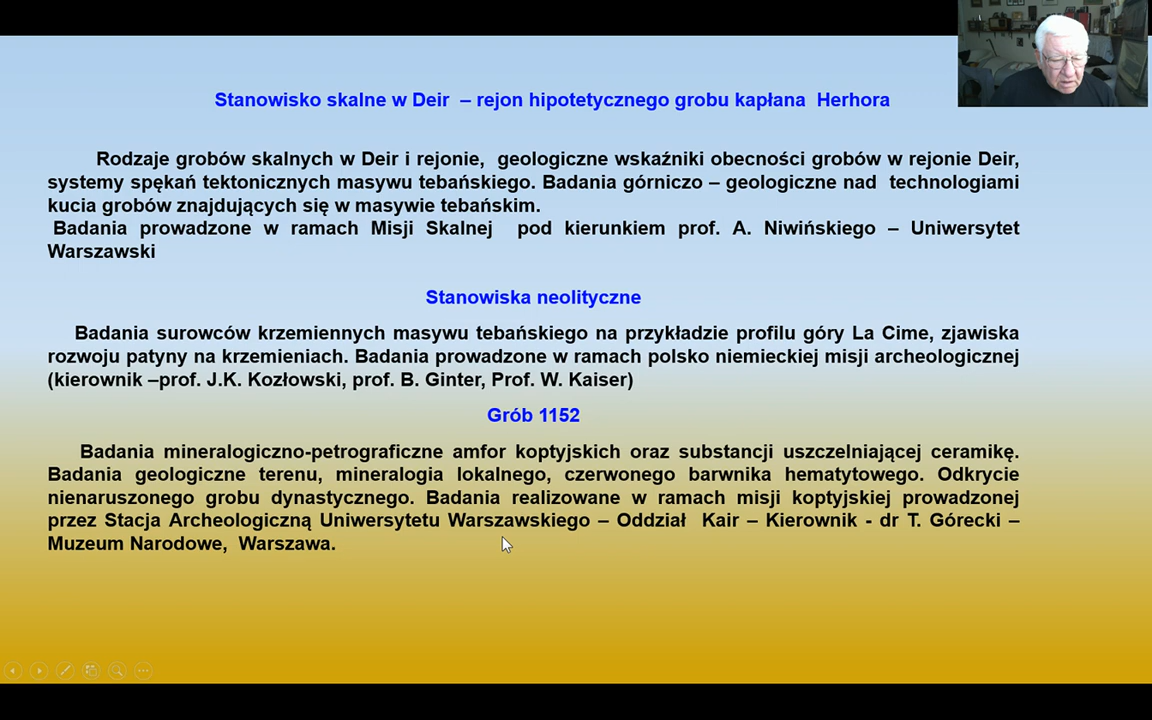 Stanowisko skalne w Deir – rejon hipotetycznego grobu kapłana Herhora
Rodzaje grobów skalnych w Deir i rejonie, geologiczne wskaźniki obecności grobów w rejonie Deir,
systemy spękań tektonicznych masywu tebańskiego. Badania górniczo – geologiczne nad technologiami
kucia grobów znajdujących się w masywie tebańskim.
Badania prowadzone w ramach Misji Skalnej pod kierunkiem prof. A. Niwińskiego – Uniwersytet
Warszawski
Stanowiska neolityczne
Badania surowców krzemiennych masywu tebańskiego na przykładzie profilu góry La Cime, zjawiska
rozwoju patyny na krzemieniach. Badania prowadzone w ramach polsko niemieckiej misji archeologicznej
(kierownik –prof. J.K. Kozłowski, prof. B. Ginter, Prof. W. Kaiser)
Grób 1152
Badania mineralogiczno-petrograficzne amfor koptyjskich oraz substancji uszczelniającej ceramikę.
Badania geologiczne terenu, mineralogia lokalnego, czerwonego barwnika hematytowego. Odkrycie
nienaruszonego grobu dynastycznego. Badania realizowane w ramach misji koptyjskiej prowadzonej
przez Stacja Archeologiczną Uniwersytetu Warszawskiego – Oddział Kair – Kierownik - dr T. Górecki –
Muzeum Narodowe, Warszawa.